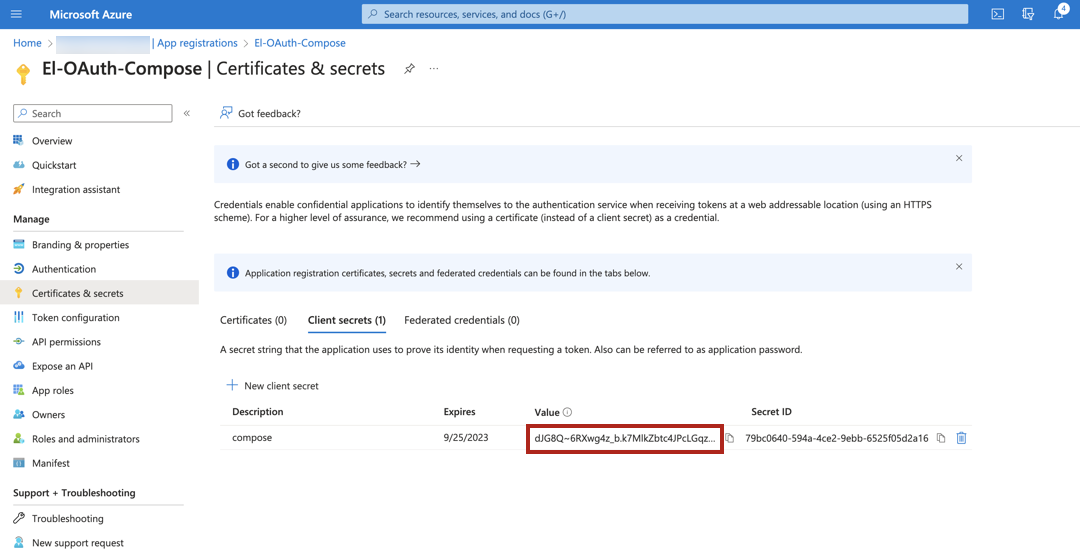 Microsoft Azure
Search resources, services, and docs (G+/)
4
Home > | App registrations > El-OAuth-Compose
El-OAuth-Compose | Certificates & secrets
Search
«
Got feedback?
Overview
Quickstart
Integration assistant
Manage
Branding & properties
Authentication
Certificates & secrets
Token configuration
API permissions
Expose an API
App roles
Owners
Roles and administrators
Manifest
Support + Troubleshooting
Troubleshooting
New support request
Got a second to give us some feedback? →
Credentials enable confidential applications to identify themselves to the authentication service when receiving tokens at a web addressable location (using an HTTPS
scheme). For a higher level of assurance, we recommend using a certificate (instead of a client secret) as a credential.
Application registration certificates, secrets and federated credentials can be found in the tabs below.
Certificates (0) Client secrets (1) Federated credentials (0)
A secret string that the application uses to prove its identity when requesting a token. Also can be referred to as application password.
New client secret
Description Expires Value Secret ID
compose 9/25/2023 dJG8Q~6RXwg4z_b.k7MlkZbtc4JPcLGqz... 79bc0640-594a-4ce2-9ebb-6525f05d2a16